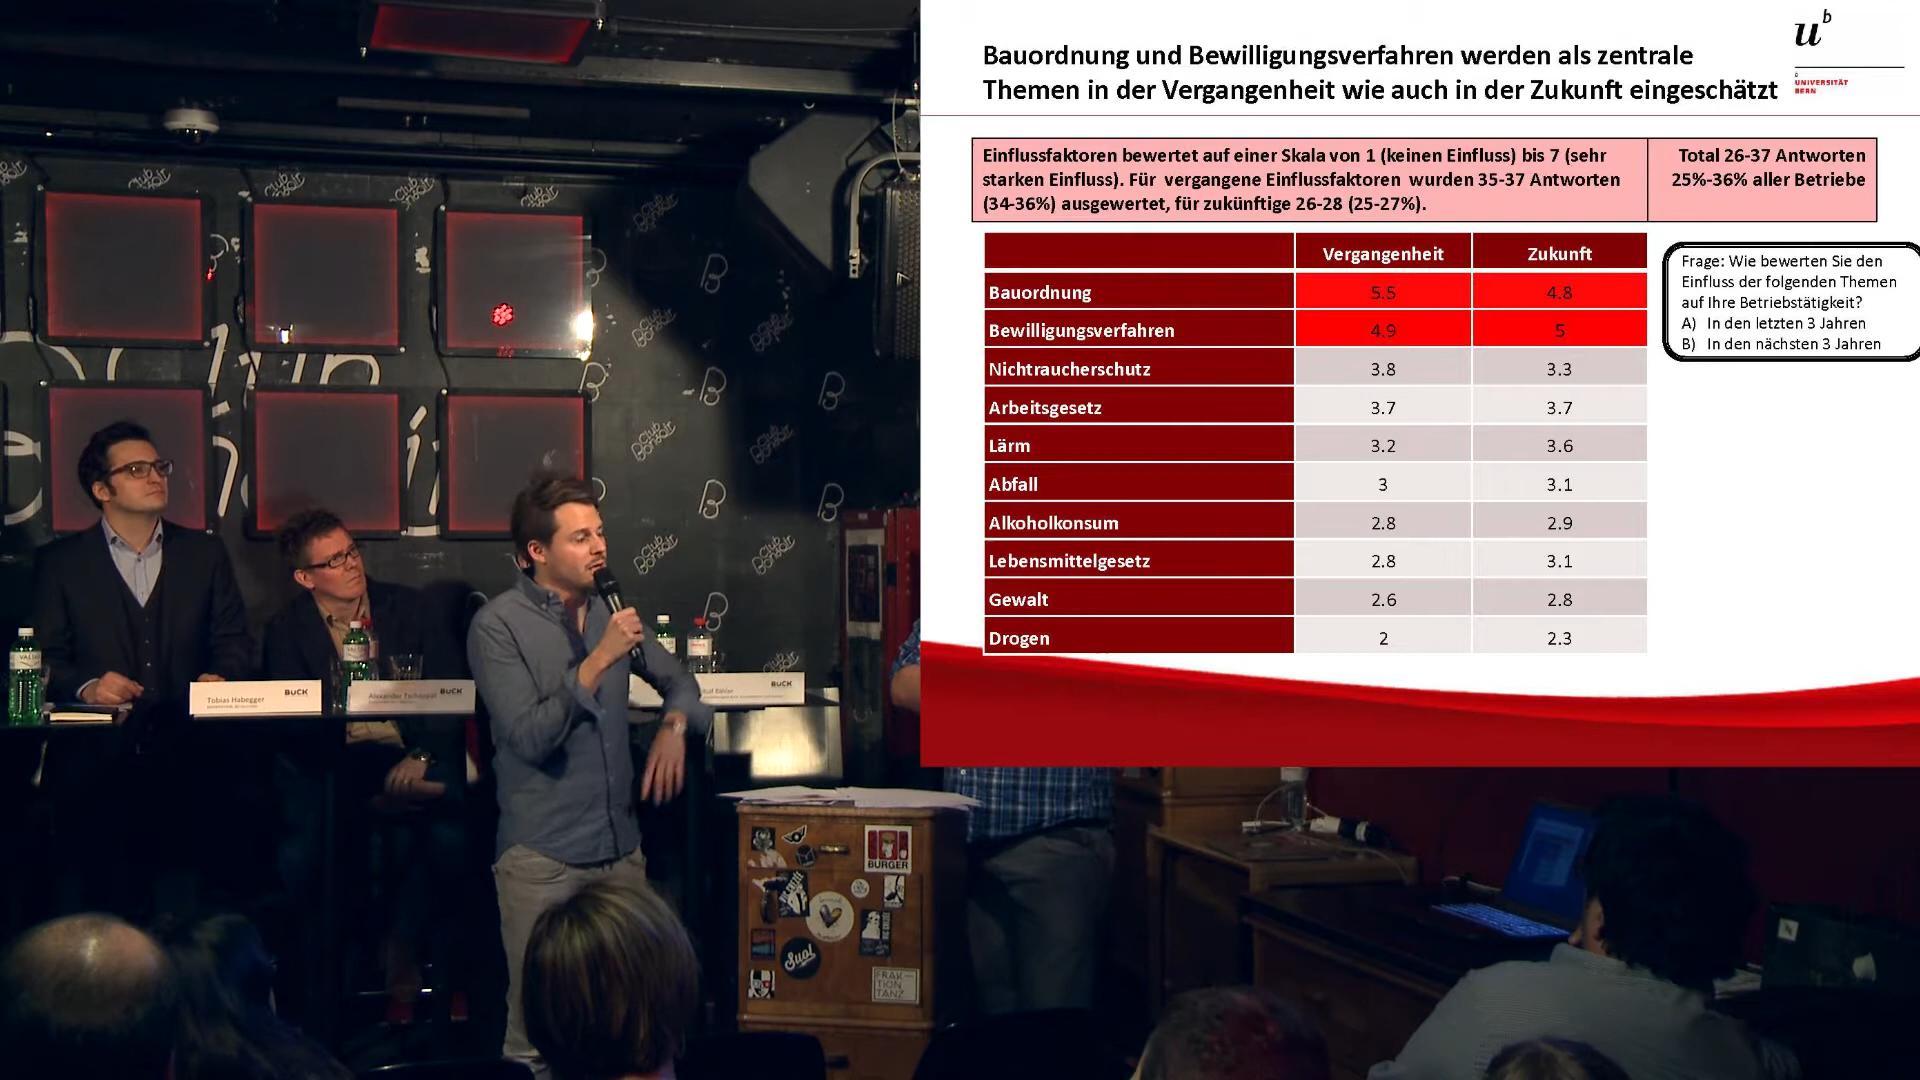 Bauordnung und Bewilligungsverfahren werden als zentrale
Themen in der Vergangenheit wie auch in der Zukunft eingeschätzt
u b
b
UNIVERSITÄT
BERN
Einflussfaktoren bewertet auf einer Skala von 1 (keinen Einfluss) bis 7 (sehr
starken Einfluss). Für vergangene Einflussfaktoren wurden 35-37 Antworten
(34-36%) ausgewertet, für zukünftige 26-28 (25-27%).
Total 26-37 Antworten
25%-36% aller Betriebe
Vergangenheit Zukunft
Bauordnung 5.5 4.8
Bewilligungsverfahren 4.9 5
Nichtraucherschutz 3.8 3.3
Arbeitsgesetz 3.7 3.7
Lärm 3.2 3.6
Abfall 3 3.1
Alkoholkonsum 2.8 2.9
Lebensmittelgesetz 2.8 3.1
Gewalt 2.6 2.8
Drogen 2 2.3
Frage: Wie bewerten Sie den
Einfluss der folgenden Themen
auf Ihre Betriebstätigkeit?
A) In den letzten 3 Jahren
B) In den nächsten 3 Jahren
Club
Bonsoir
B
Tobias Habegger
BUCK
Alexander Tschäppät
BUCK
BUCK
BURGER
Suol
FRAK
TION
TANZ